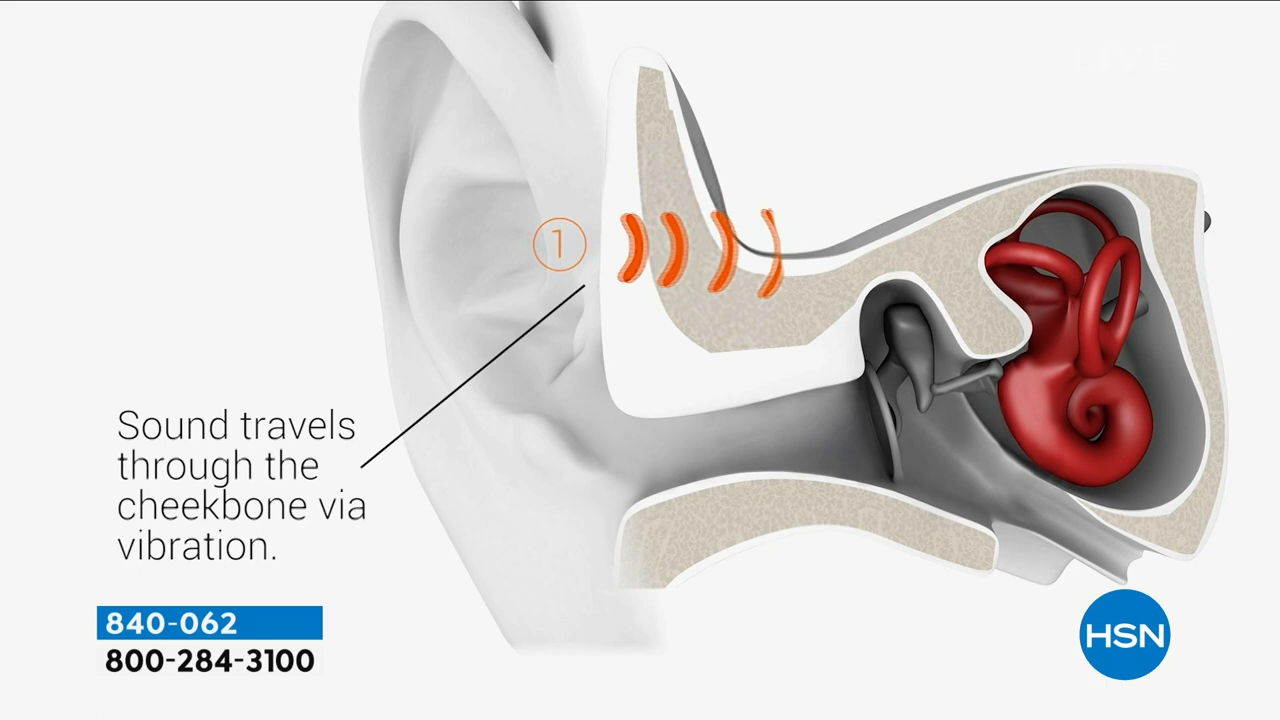 1
Sound travels
through the
cheekbone via
vibration.
840-062
800-284-3100
HSN